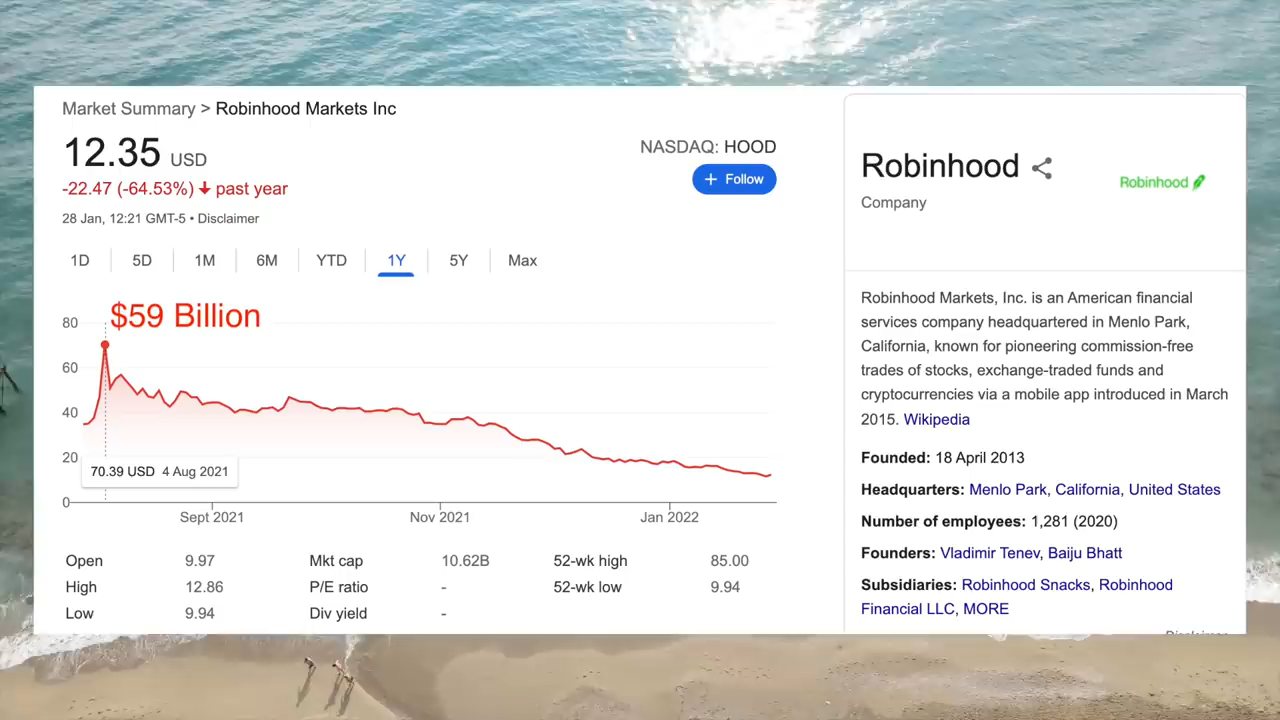 Market Summary > Robinhood Markets Inc
12.35 USD
-22.47 (-64.53%) ↓ past year
28 Jan, 12:21 GMT-5 • Disclaimer
NASDAQ: HOOD
+ Follow
1D 5D 1M 6M YTD 1Y 5Y Max
$59 Billion
80
60
40
20
0
70.39 USD 4 Aug 2021
Sept 2021 Nov 2021 Jan 2022
Open 9.97 Mkt cap 10.62B 52-wk high 85.00
High 12.86 P/E ratio - 52-wk low 9.94
Low 9.94 Div yield -
Robinhood
Company
Robinhood
Robinhood Markets, Inc. is an American financial
services company headquartered in Menlo Park,
California, known for pioneering commission-free
trades of stocks, exchange-traded funds and
cryptocurrencies via a mobile app introduced in March
2015. Wikipedia
Founded: 18 April 2013
Headquarters: Menlo Park, California, United States
Number of employees: 1,281 (2020)
Founders: Vladimir Tenev, Baiju Bhatt
Subsidiaries: Robinhood Snacks, Robinhood
Financial LLC, MORE
Disclaimer